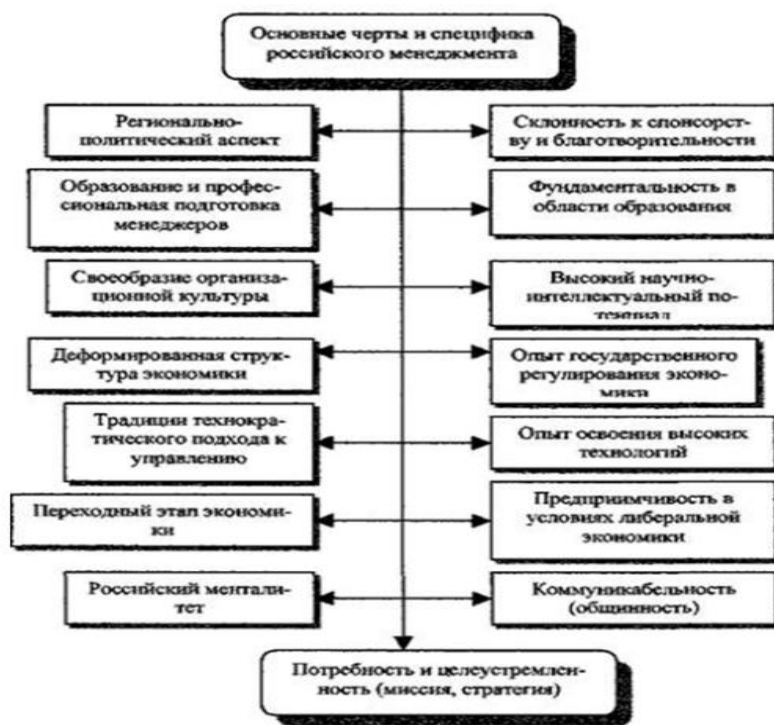 Основные черты и специфика
российского менеджмента
Регионально-
политический аспект
Склонность к спонсорст-
ву и благотворительности
Образование и профес-
сиональная подготовка
менеджеров
Фундаментальность в
области образования
Своеобразие организа-
ционной культуры
Высокий научно-
интеллектуальный по-
тенциал
Деформированная струк-
тура экономики
Опыт государственного
регулирования эконо-
мики
Традиции технокра-
тического подхода к
управлению
Опыт освоения высоких
технологий
Переходный этап экономи-
ки
Предприимчивость в
условиях либеральной
экономики
Российский менталит-
тет
Коммуникабельность
(общинность)
Потребность и целеустремлен-
ность (миссия, стратегия)